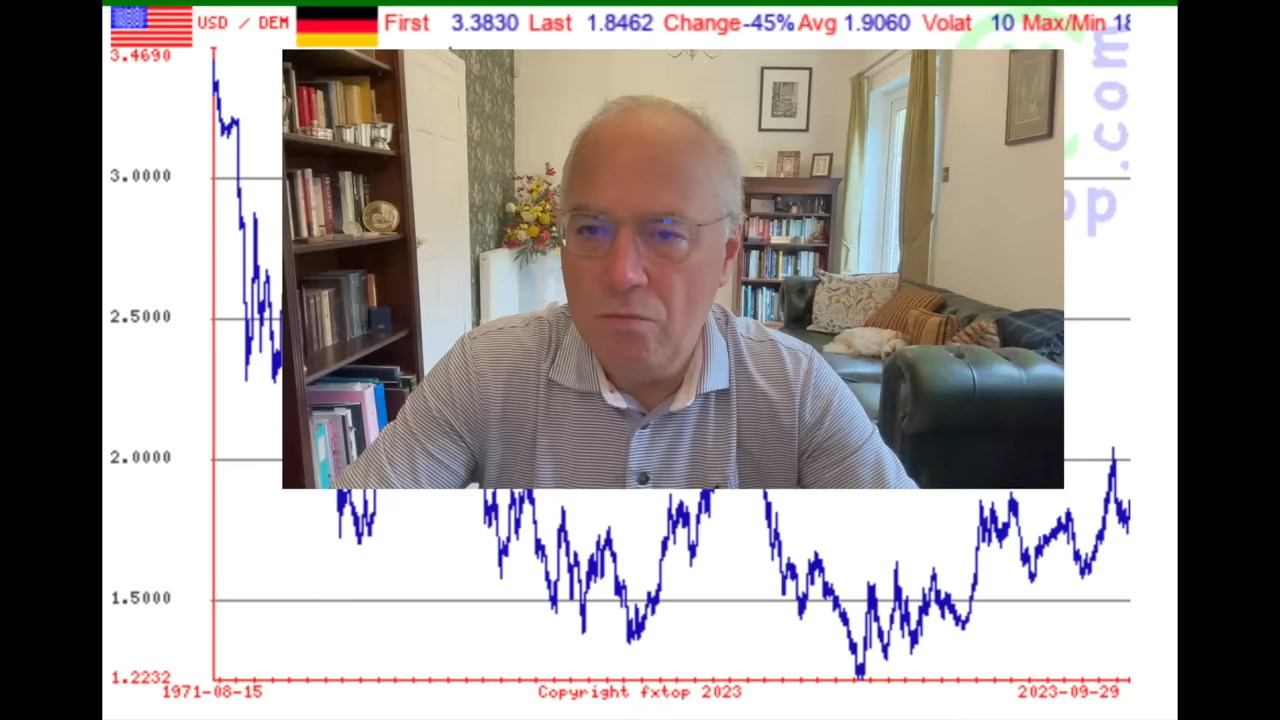 USD / DEM First 3.3830 Last 1.8462 Change-45% Avg 1.9060 Volat 10 Max/Min 18
3.4690
3.0000
2.5000
2.0000
1.5000
1.2232
1971-08-15 Copyright fxtop 2023 2023-09-29
op.com